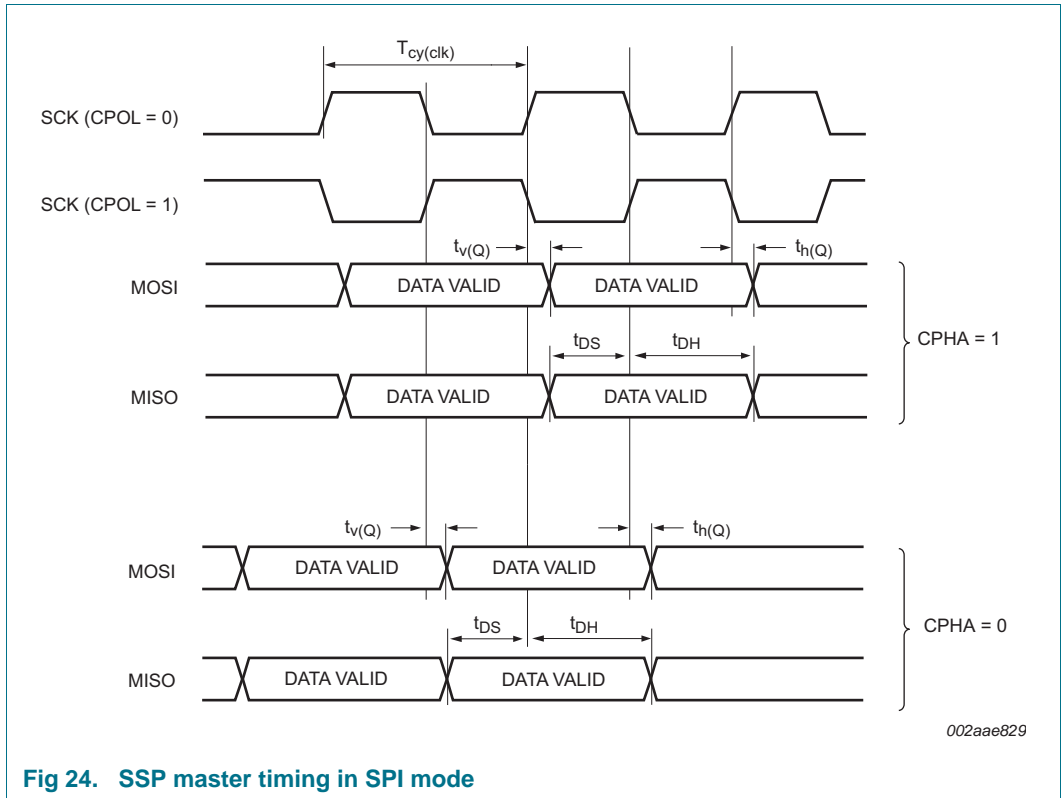 Tcy(clk)
SCK (CPOL = 0)
SCK (CPOL = 1)
tv(Q) th(Q)
MOSI DATA VALID DATA VALID
CPHA = 1
tDS tDH
MISO DATA VALID DATA VALID
tv(Q) th(Q)
MOSI DATA VALID DATA VALID
CPHA = 0
tDS tDH
MISO DATA VALID DATA VALID
002aae829
Fig 24. SSP master timing in SPI mode